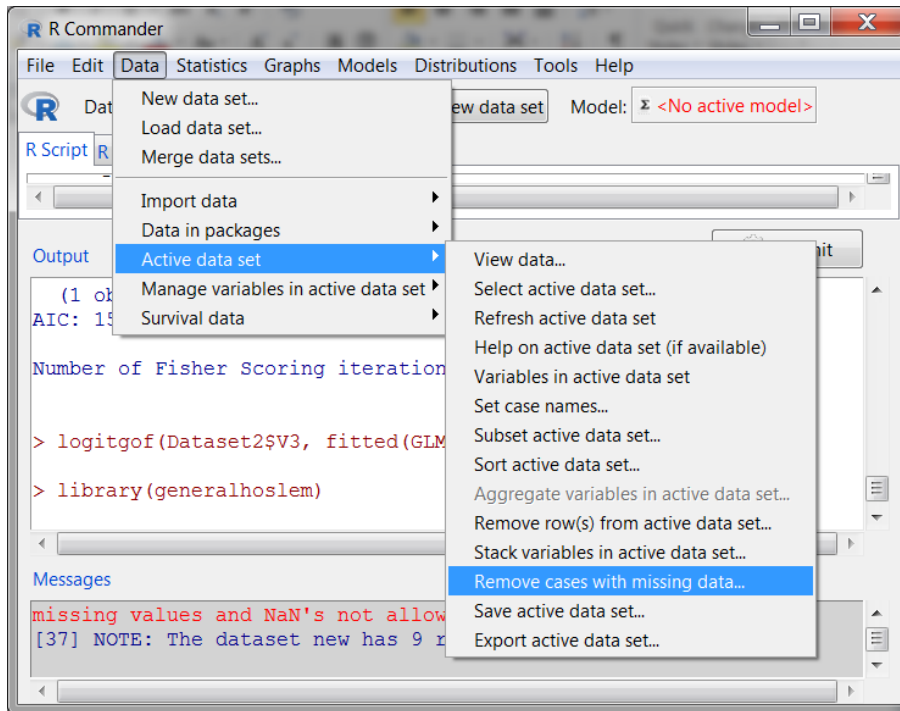 R Commander
File Edit Data Statistics Graphs Models Distributions Tools Help
Dat
ew data set
Model: Σ <No active model>
R Script R
New data set...
Load data set...
Merge data sets...
Import data
Data in packages
Active data set
Manage variables in active data set
Survival data
View data...
Select active data set...
Refresh active data set
Help on active data set (if available)
Variables in active data set
Set case names...
Subset active data set...
Sort active data set...
Aggregate variables in active data set...
Remove row(s) from active data set...
Stack variables in active data set...
Remove cases with missing data...
Save active data set...
Export active data set...
Output
it
(1 ob
AIC: 15
Number of Fisher Scoring iteration
> logitgof(Dataset2$V3, fitted(GLM
> library(generalhoslem)
Messages
missing values and NaN's not allow
[37] NOTE: The dataset new has 9 r